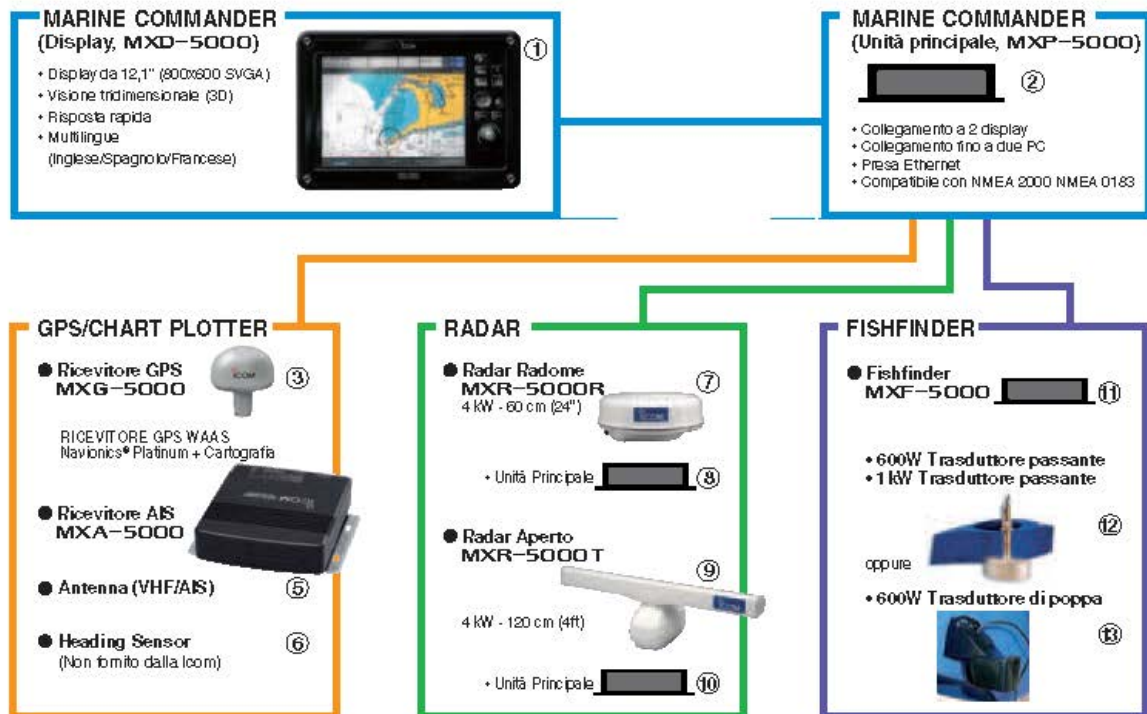 MARINE COMMANDER
(Display, MXD-5000)
• Display da 12,1" (800x600 SVGA)
• Visione tridimensionale (3D)
• Risposta rapida
• Multilingue
(Inglese/Spagnolo/Francese)
①
MARINE COMMANDER
(Unità principale, MXP-5000)
②
• Collegamento a 2 display
• Collegamento fino a due PC
• Presa Ethernet
• Compatibile con NMEA 2000 NMEA 0183
GPS/CHART PLOTTER
● Ricevitore GPS
MXG-5000
ICOM
③
RICEVITORE GPS WAAS
Navionics® Platinum + Cartografia
● Ricevitore AIS
MXA-5000
ICOM
● Antenna (VHF/AIS)
⑤
● Heading Sensor
(Non fornito dalla Icom)
⑥
RADAR
● Radar Radome
MXR-5000R
4 kW - 60 cm (24")
⑦
• Unità Principale
⑧
● Radar Aperto
MXR-5000T
⑨
4 kW - 120 cm (4ft)
• Unità Principale
⑩
FISHFINDER
● Fishfinder
MXF-5000
⑪
• 600W Trasduttore passante
• 1 kW Trasduttore passante
⑫
oppure
• 600W Trasduttore di poppa
⑬